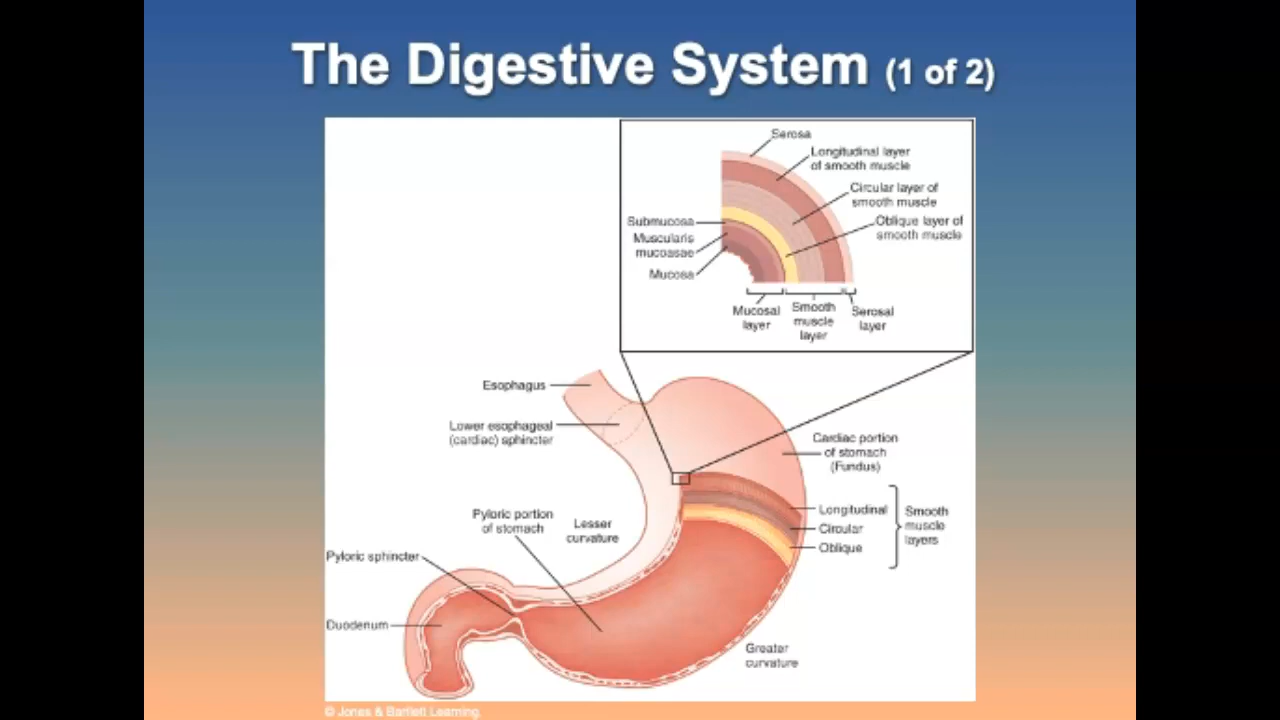 The Digestive System (1 of 2)
Serosa
Longitudinal layer
of smooth muscle
Circular layer of
smooth muscle
Oblique layer of
smooth muscle
Submucosa
Muscularis
mucoasae
Mucosa
Mucosal
layer
Smooth
muscle
layer
Serosal
layer
Esophagus
Lower esophageal
(cardiac) sphincter
Cardiac portion
of stomach
(Fundus)
Longitudinal
Circular
Oblique
Smooth
muscle
layers
Pyloric portion
of stomach
Lesser
curvature
Pyloric sphincter
Duodenum
Greater
curvature
© Jones & Bartlett Learning.